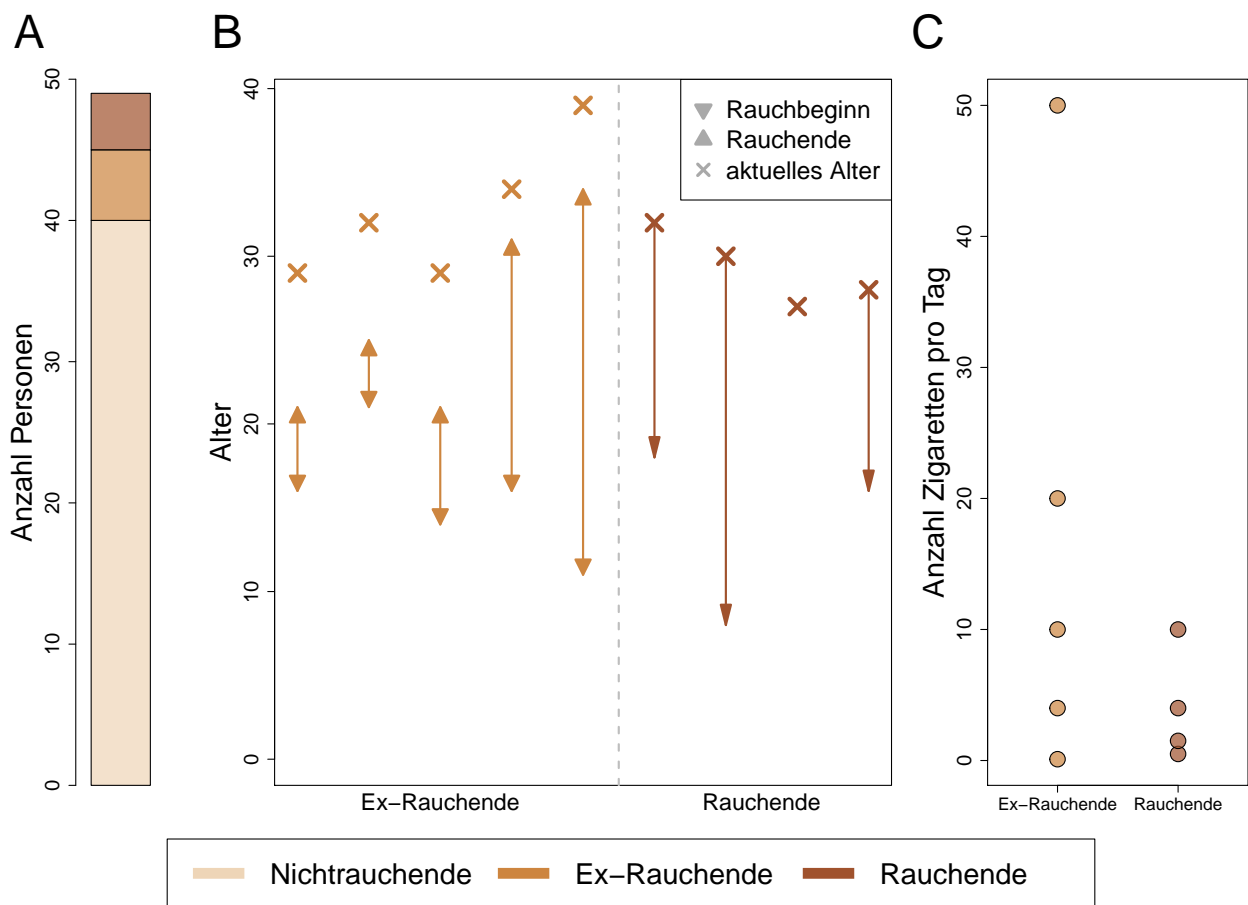 A
B
C
Anzahl Personen
0
10
20
30
40
50
Alter
0
10
20
30
40
Rauchbeginn
Rauchende
aktuelles Alter
Ex−Rauchende
Rauchende
Anzahl Zigaretten pro Tag
0
10
20
30
40
50
Ex−Rauchende
Rauchende
Nichtrauchende
Ex−Rauchende
Rauchende